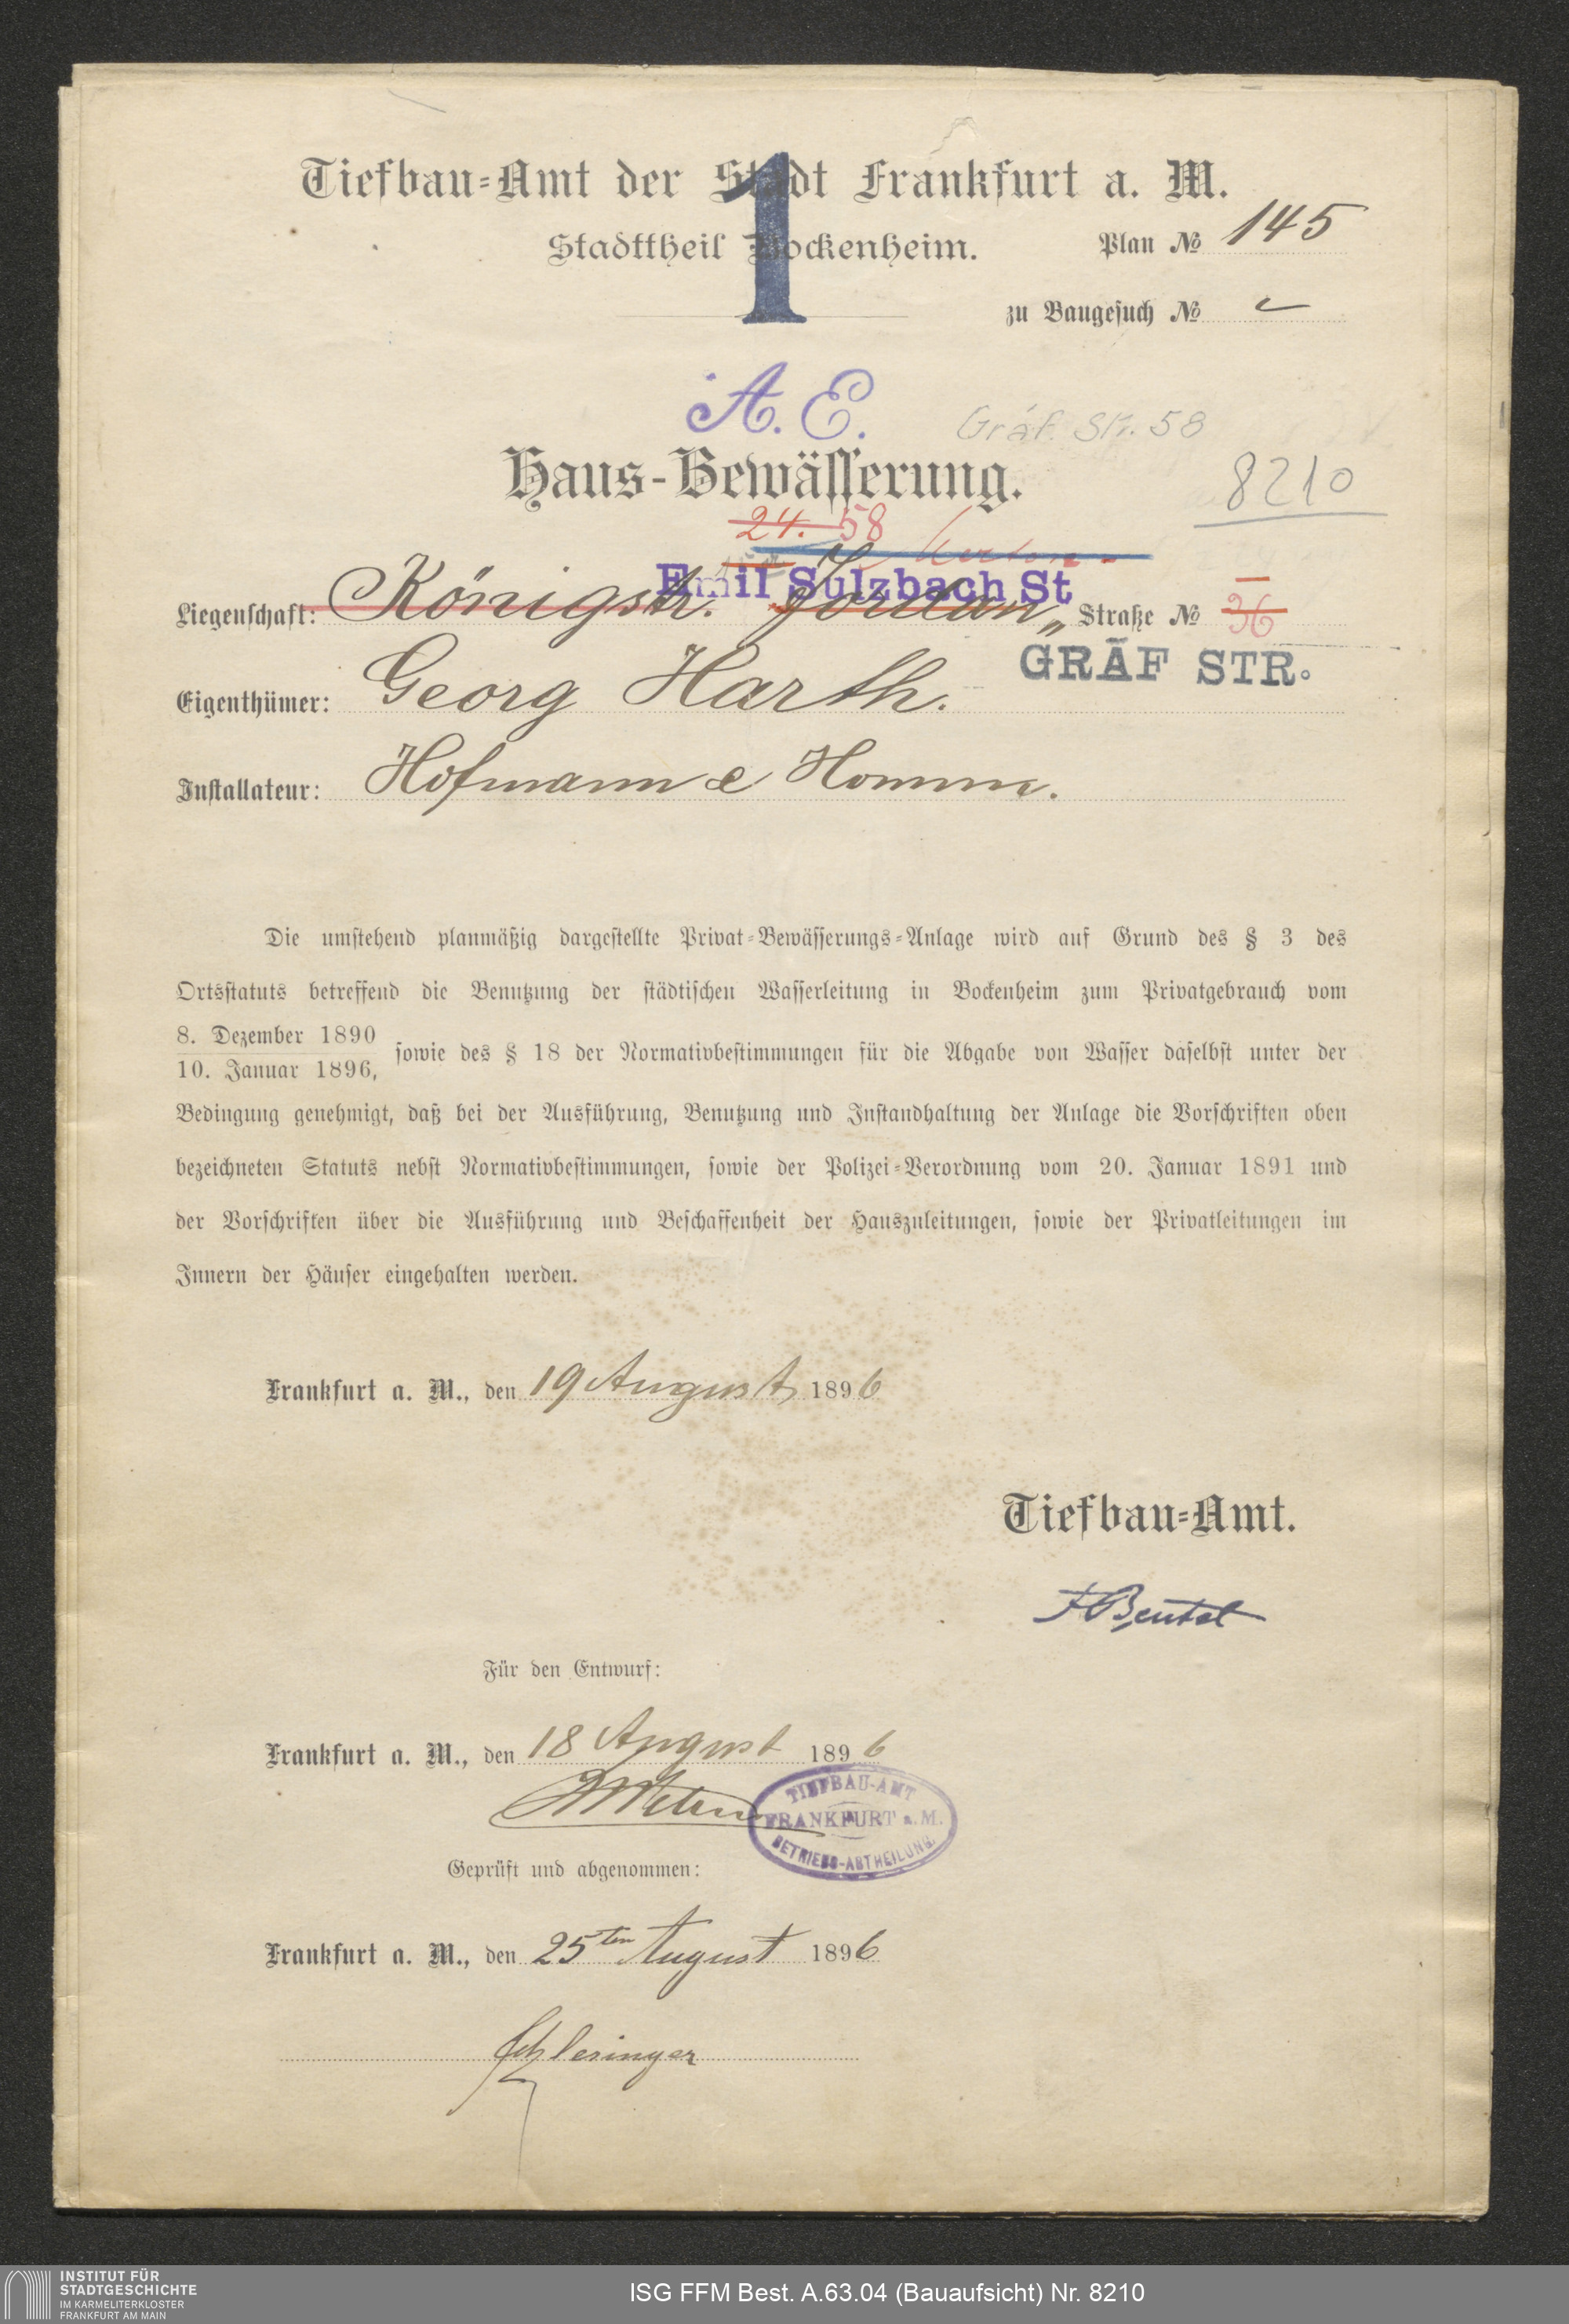 Tiefbau=Amt der Stadt Frankfurt a. M.
1
Stadttheil Bockenheim.
Plan № 145
zu Baugesuch №
A. E.
Gräf. Str. 58
Haus-Bewässerung.
8210
24. 58
Emil Sulzbach St
Liegenschaft: Königstr. Jordan „ Straße № 36
GRÄF STR.
Eigenthümer: Georg Harth.
Installateur: Hofmann & Homm.
Die umstehend planmäßig dargestellte Privat=Bewässerungs=Anlage wird auf Grund des § 3 des
Ortsstatuts betreffend die Benutzung der städtischen Wasserleitung in Bockenheim zum Privatgebrauch vom
8. Dezember 1890
10. Januar 1896, sowie des § 18 der Normativbestimmungen für die Abgabe von Wasser daselbst unter der
Bedingung genehmigt, daß bei der Ausführung, Benutzung und Instandhaltung der Anlage die Vorschriften oben
bezeichneten Statuts nebst Normativbestimmungen, sowie der Polizei=Verordnung vom 20. Januar 1891 und
der Vorschriften über die Ausführung und Beschaffenheit der Hauszuleitungen, sowie der Privatleitungen im
Innern der Häuser eingehalten werden.
Frankfurt a. M., den 19 August 1896
Tiefbau=Amt.
Beutel
Für den Entwurf:
Frankfurt a. M., den 18 August 1896
TIEFBAU-AMT
FRANKFURT a. M.
BETRIEBS-ABTHEILUNG.
Geprüft und abgenommen:
Frankfurt a. M., den 25ten August 1896
Schlesinger
INSTITUT FÜR
STADTGESCHICHTE
IM KARMELITERKLOSTER
FRANKFURT AM MAIN
ISG FFM Best. A.63.04 (Bauaufsicht) Nr. 8210